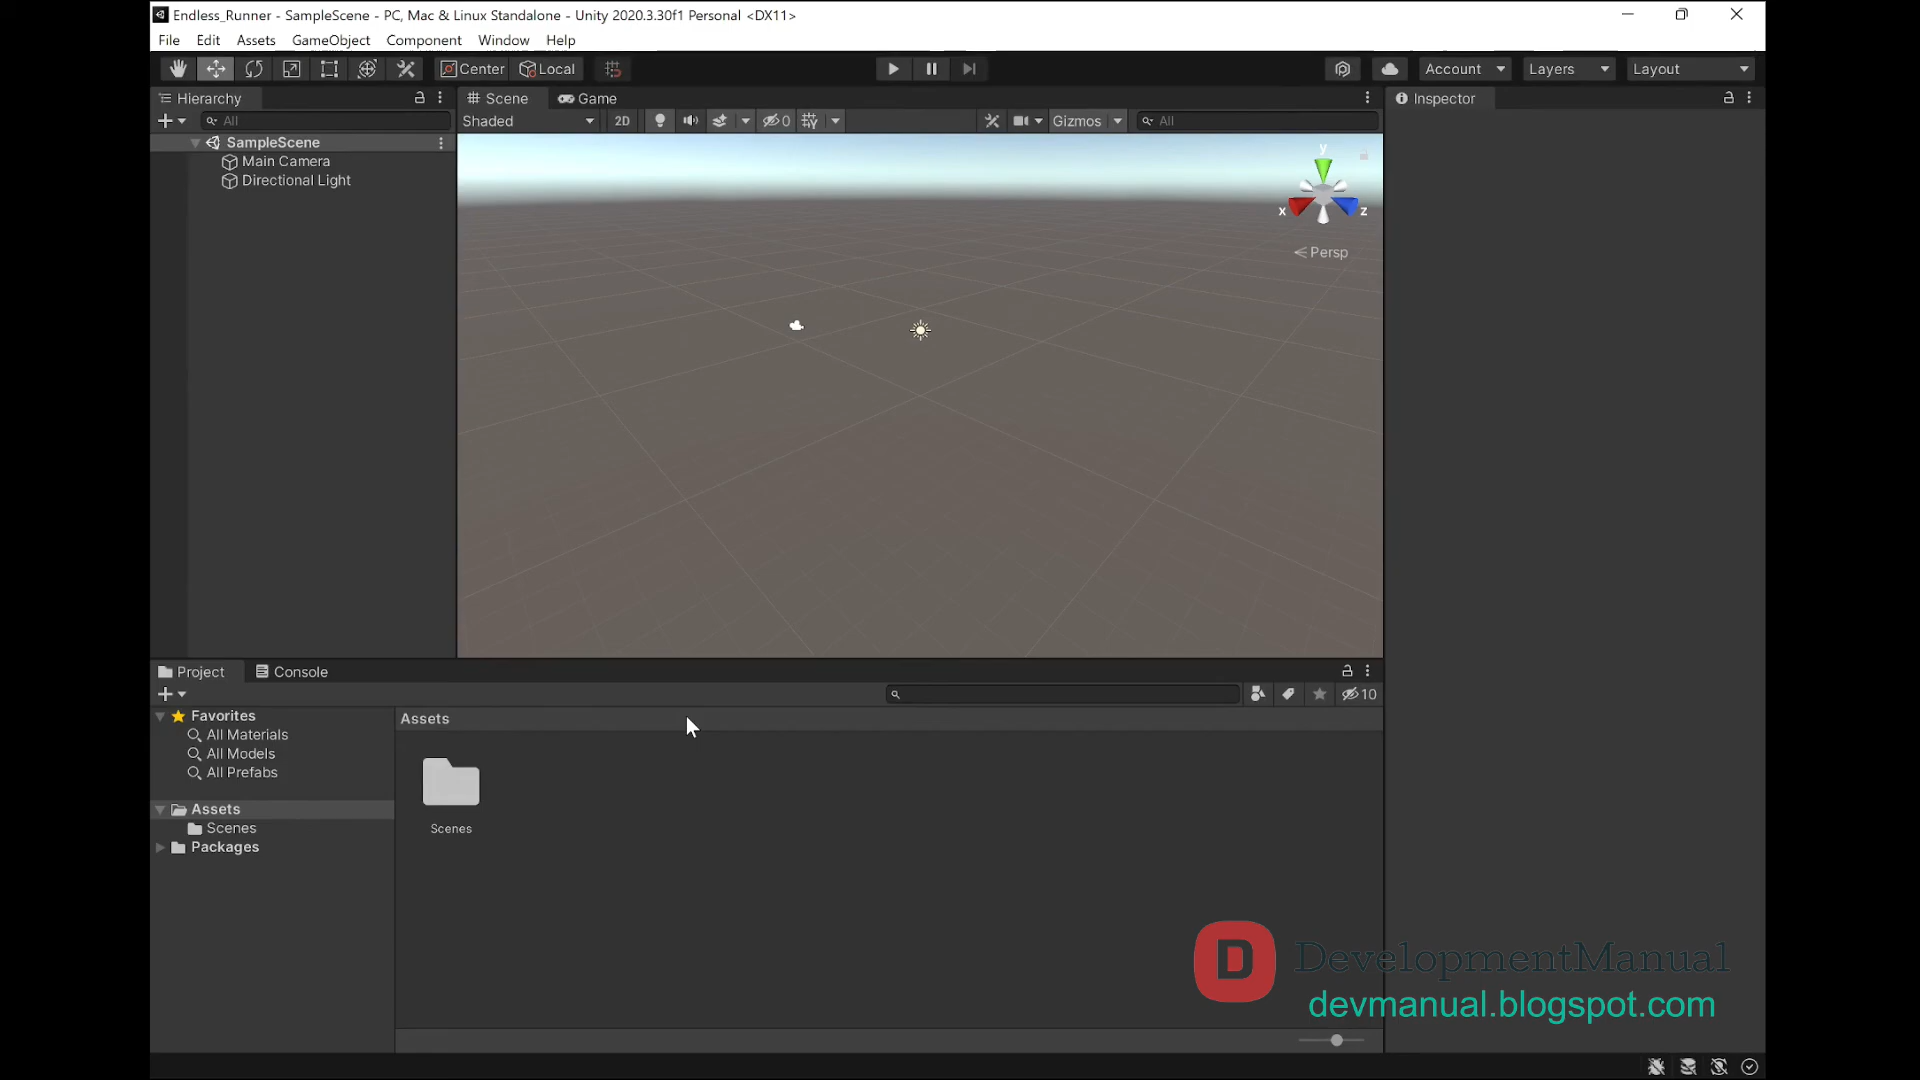 Endless_Runner - SampleScene - PC, Mac & Linux Standalone - Unity 2020.3.30f1 Personal <DX11>
File Edit Assets GameObject Component Window Help
Center Local Account Layers Layout
Hierarchy
All
SampleScene
Main Camera
Directional Light
Scene Game
Shaded 2D 0 Gizmos All
y
x z
Persp
Inspector
Project Console
10
Favorites
All Materials
All Models
All Prefabs
Assets
Scenes
Packages
Assets
Scenes
D DevelopmentManual
devmanual.blogspot.com